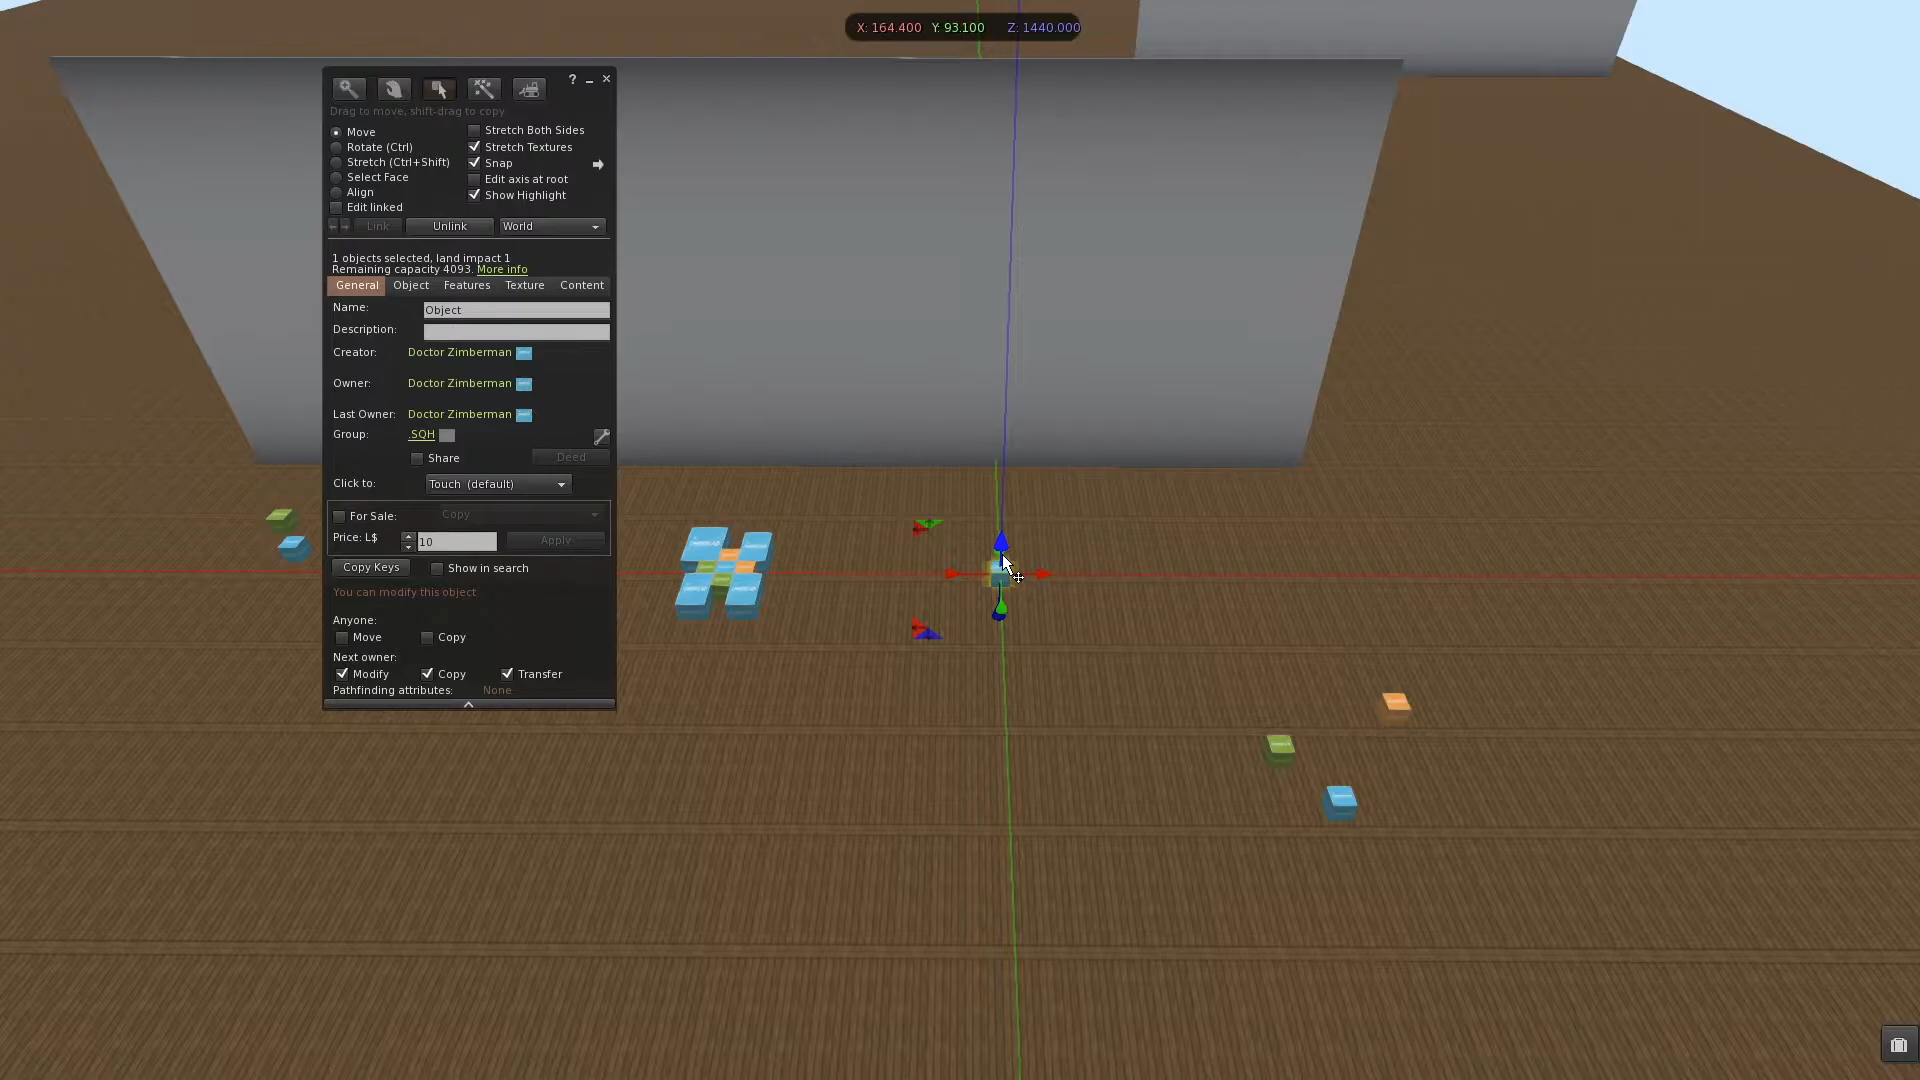 X: 164.400 Y: 93.100 Z: 1440.000
?
Drag to move, shift-drag to copy
Move
Rotate (Ctrl)
Stretch (Ctrl+Shift)
Select Face
Align
Edit linked
Stretch Both Sides
Stretch Textures
Snap
Edit axis at root
Show Highlight
Link Unlink World
1 objects selected, land impact 1
Remaining capacity 4093. More info
General Object Features Texture Content
Name: Object
Description:
Creator: Doctor Zimberman
Owner: Doctor Zimberman
Last Owner: Doctor Zimberman
Group: .SQH
Share Deed
Click to: Touch (default)
For Sale: Copy
Price: L$ 10 Apply
Copy Keys Show in search
You can modify this object
Anyone:
Move Copy
Next owner:
Modify Copy Transfer
Pathfinding attributes: None